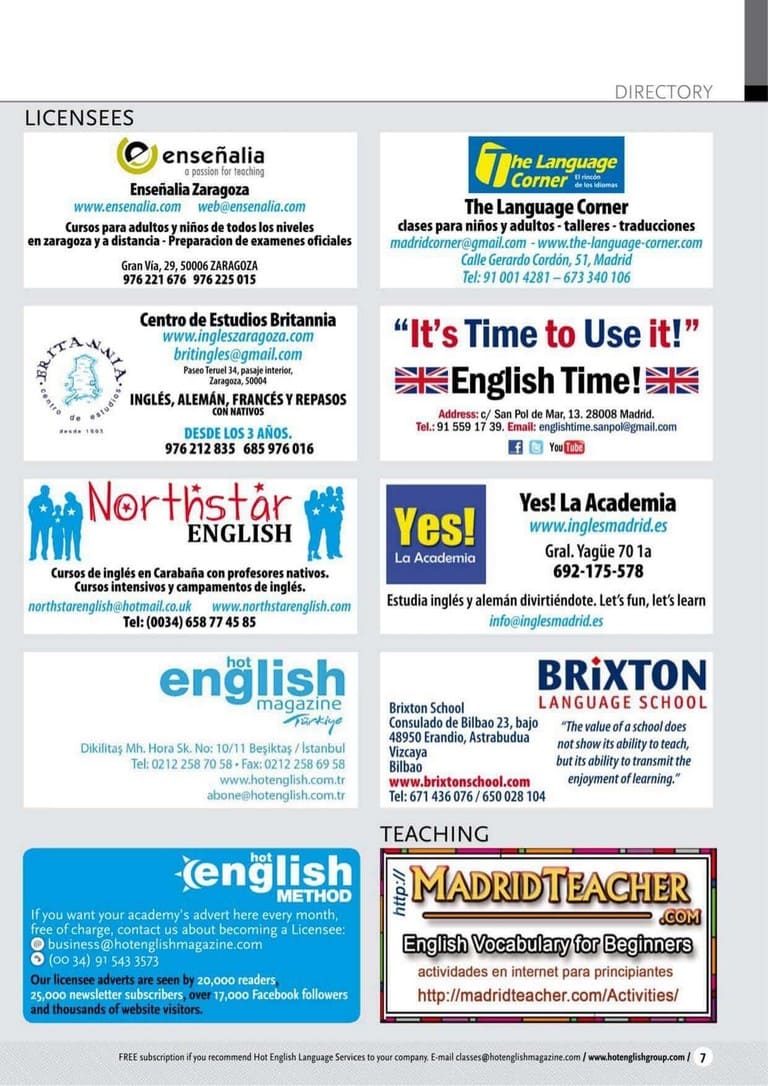 DIRECTORY
LICENSEES
enseñalia
a passion for teaching
Enseñalia Zaragoza
www.ensenalia.com web@ensenalia.com
Cursos para adultos y niños de todos los niveles
en zaragoza y a distancia - Preparacion de examenes oficiales
Gran Vía, 29, 50006 ZARAGOZA
976 221 676 976 225 015
The Language
Corner El rincón
de los idiomas
The Language Corner
clases para niños y adultos - talleres - traducciones
madridcorner@gmail.com - www.the-language-corner.com
Calle Gerardo Cordón, 51, Madrid
Tel: 91 001 4281 – 673 340 106
BRITANNIA
centro de estudios
desde 1993
Centro de Estudios Britannia
www.ingleszaragoza.com
britingles@gmail.com
Paseo Teruel 34, pasaje interior,
Zaragoza, 50004
INGLÉS, ALEMÁN, FRANCÉS Y REPASOS
CON NATIVOS
DESDE LOS 3 AÑOS.
976 212 835 685 976 016
“It's Time to Use it!”
English Time!
Address: c/ San Pol de Mar, 13. 28008 Madrid.
Tel.: 91 559 17 39. Email: englishtime.sanpol@gmail.com
You Tube
Northstar
ENGLISH
Cursos de inglés en Carabaña con profesores nativos.
Cursos intensivos y campamentos de inglés.
northstarenglish@hotmail.co.uk www.northstarenglish.com
Tel: (0034) 658 77 45 85
Yes!
La Academia
Yes! La Academia
www.inglesmadrid.es
Gral. Yagüe 70 1a
692-175-578
Estudia inglés y alemán divirtiéndote. Let's fun, let's learn
info@inglesmadrid.es
hot
english
magazine
Türkiye
Dikilitaş Mh. Hora Sk. No: 10/11 Beşiktaş / İstanbul
Tel: 0212 258 70 58 • Fax: 0212 258 69 58
www.hotenglish.com.tr
abone@hotenglish.com.tr
BRiXTON
LANGUAGE SCHOOL
Brixton School
Consulado de Bilbao 23, bajo
48950 Erandio, Astrabudua
Vizcaya
Bilbao
www.brixtonschool.com
Tel: 671 436 076 / 650 028 104
“The value of a school does
not show its ability to teach,
but its ability to transmit the
enjoyment of learning.”
hot
english
METHOD
If you want your academy's advert here every month,
free of charge, contact us about becoming a Licensee:
@ business@hotenglishmagazine.com
(00 34) 91 543 3573
Our licensee adverts are seen by 20,000 readers,
25,000 newsletter subscribers, over 17,000 Facebook followers
and thousands of website visitors.
TEACHING
http://
MADRIDTEACHER
.COM
English Vocabulary for Beginners
actividades en internet para principiantes
http://madridteacher.com/Activities/
FREE subscription if you recommend Hot English Language Services to your company. E-mail classes@hotenglishmagazine.com / www.hotenglishgroup.com / 7